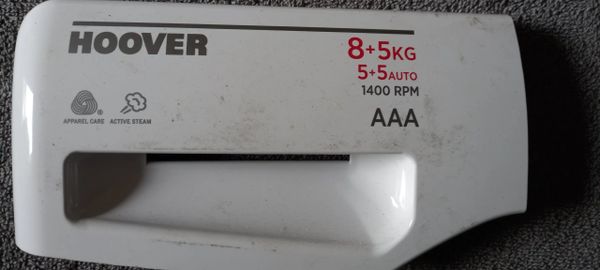 HOOVER
8+5KG
5+5AUTO
1400 RPM
AAA
®
APPAREL CARE ACTIVE STEAM